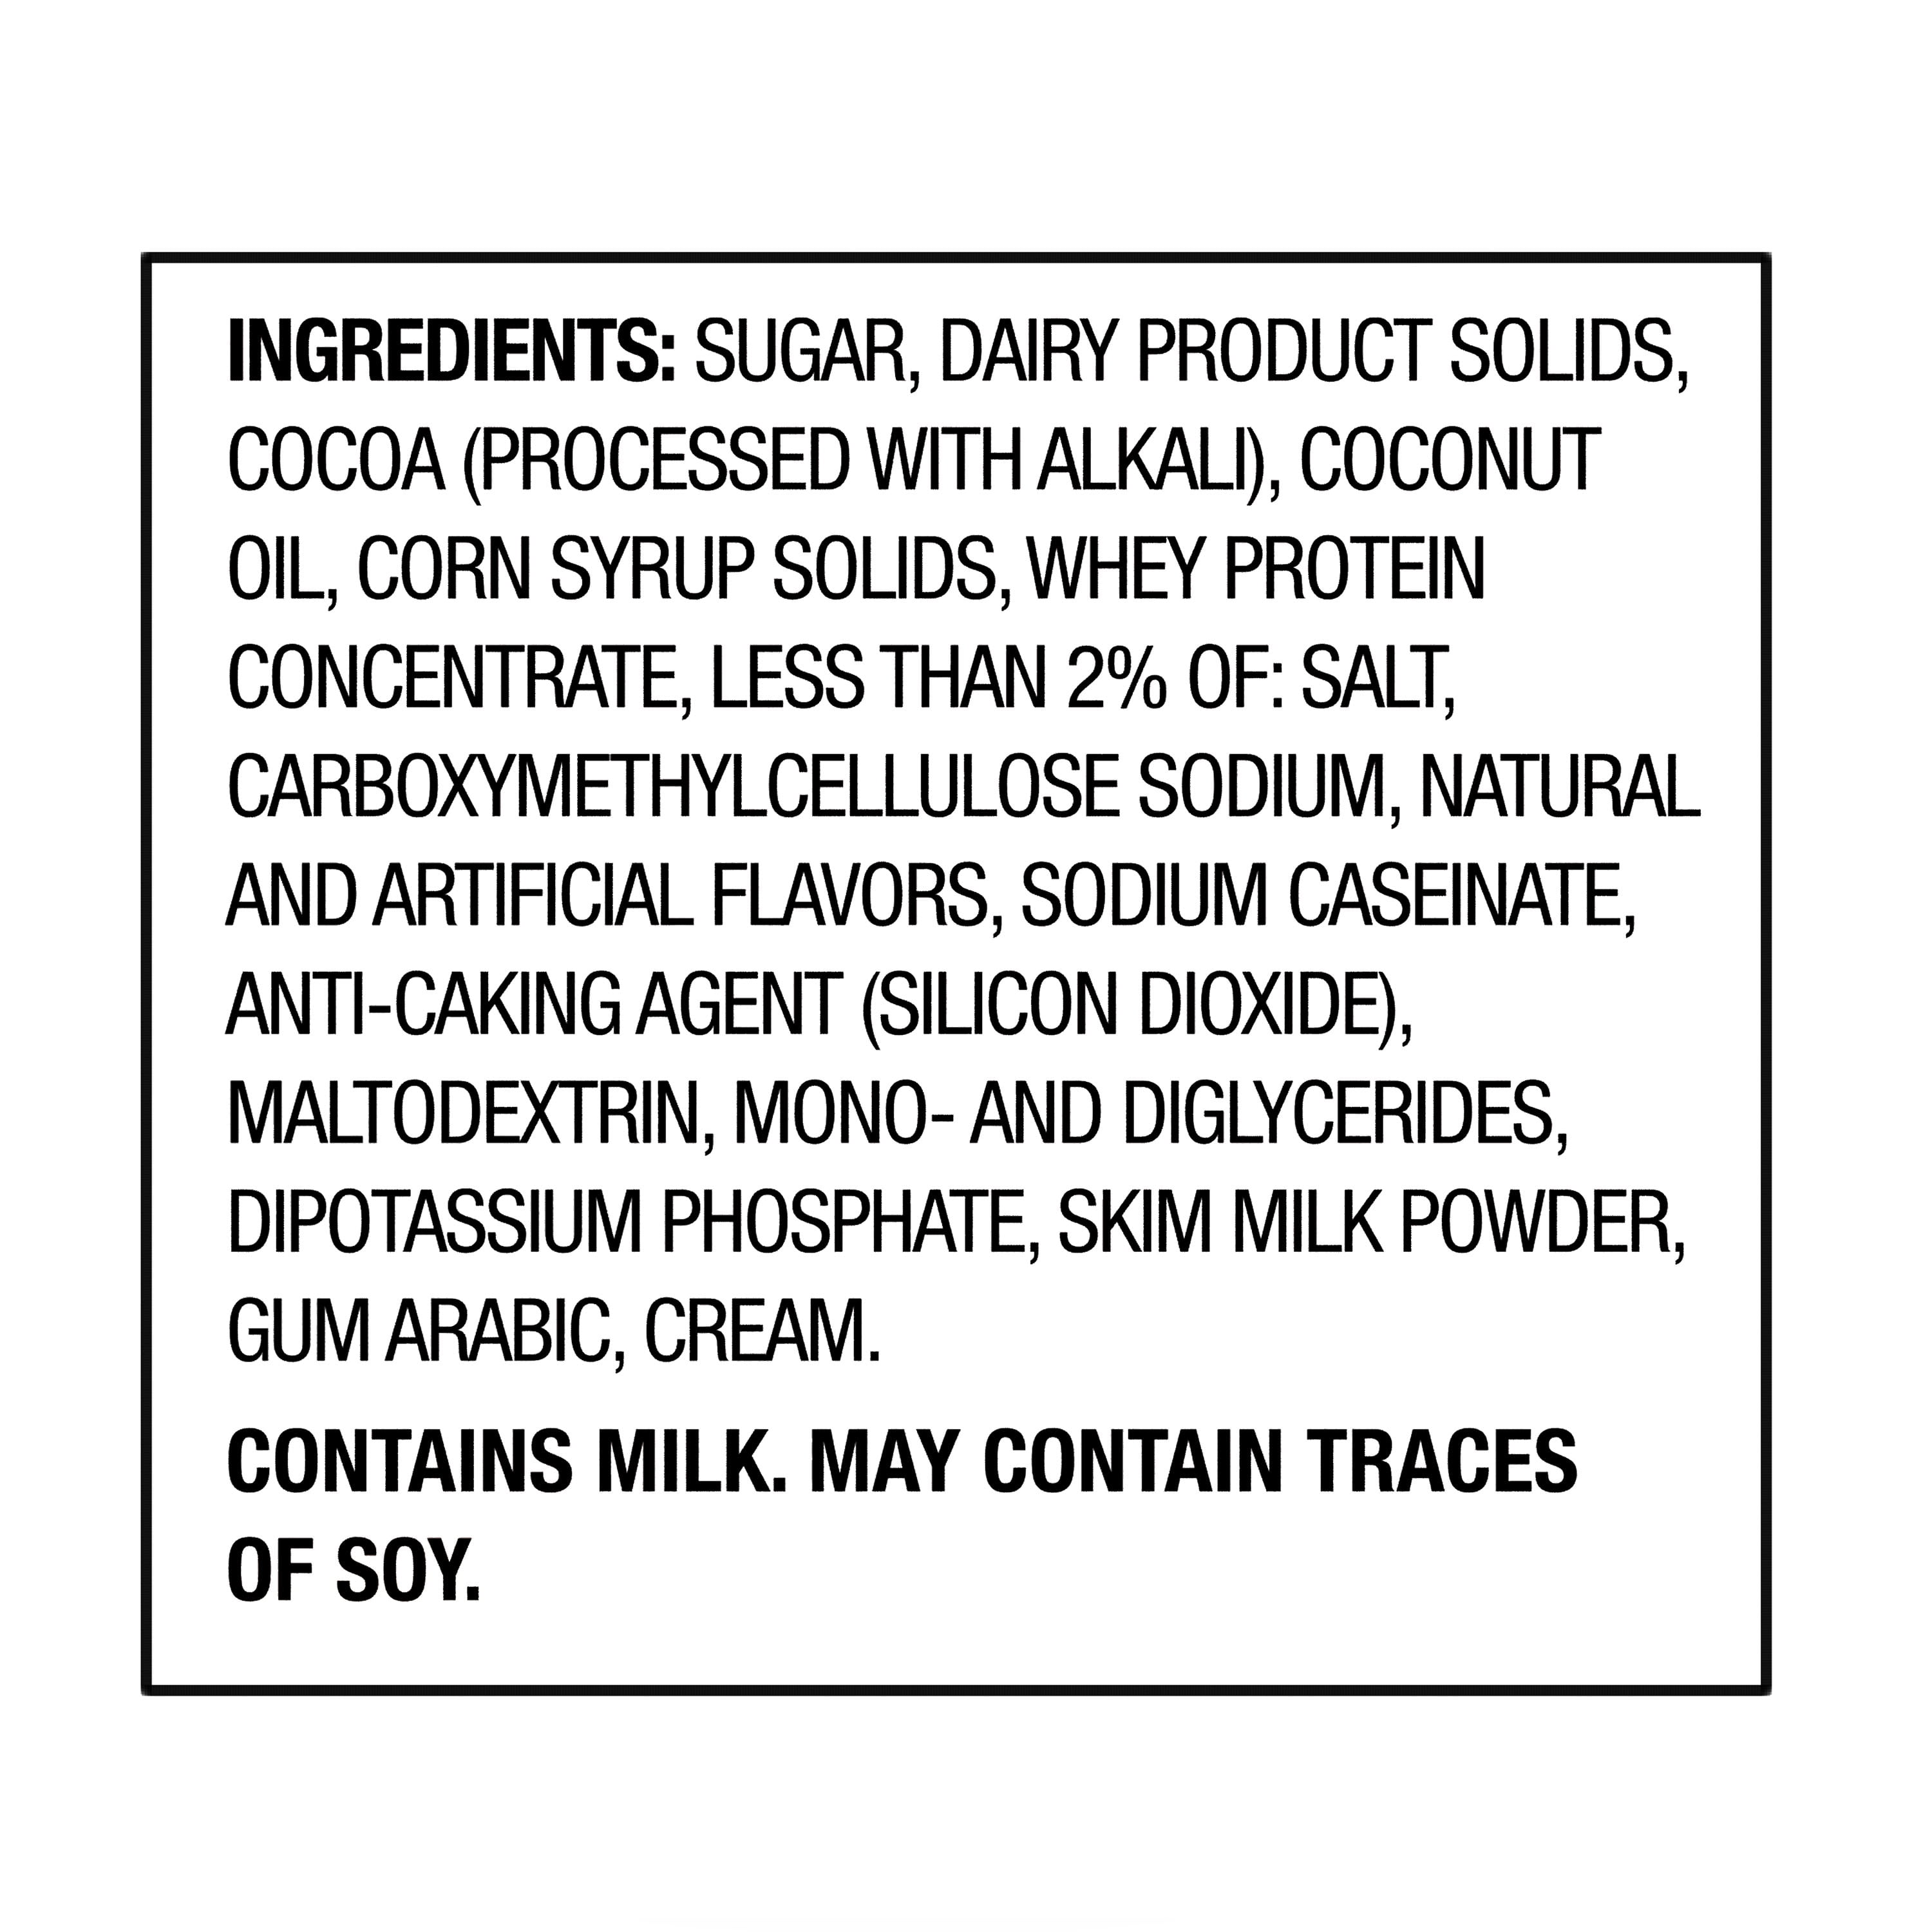 INGREDIENTS: SUGAR, DAIRY PRODUCT SOLIDS,
COCOA (PROCESSED WITH ALKALI), COCONUT
OIL, CORN SYRUP SOLIDS, WHEY PROTEIN
CONCENTRATE, LESS THAN 2% OF: SALT,
CARBOXYMETHYLCELLULOSE SODIUM, NATURAL
AND ARTIFICIAL FLAVORS, SODIUM CASEINATE,
ANTI-CAKING AGENT (SILICON DIOXIDE),
MALTODEXTRIN, MONO- AND DIGLYCERIDES,
DIPOTASSIUM PHOSPHATE, SKIM MILK POWDER,
GUM ARABIC, CREAM.
CONTAINS MILK. MAY CONTAIN TRACES
OF SOY.